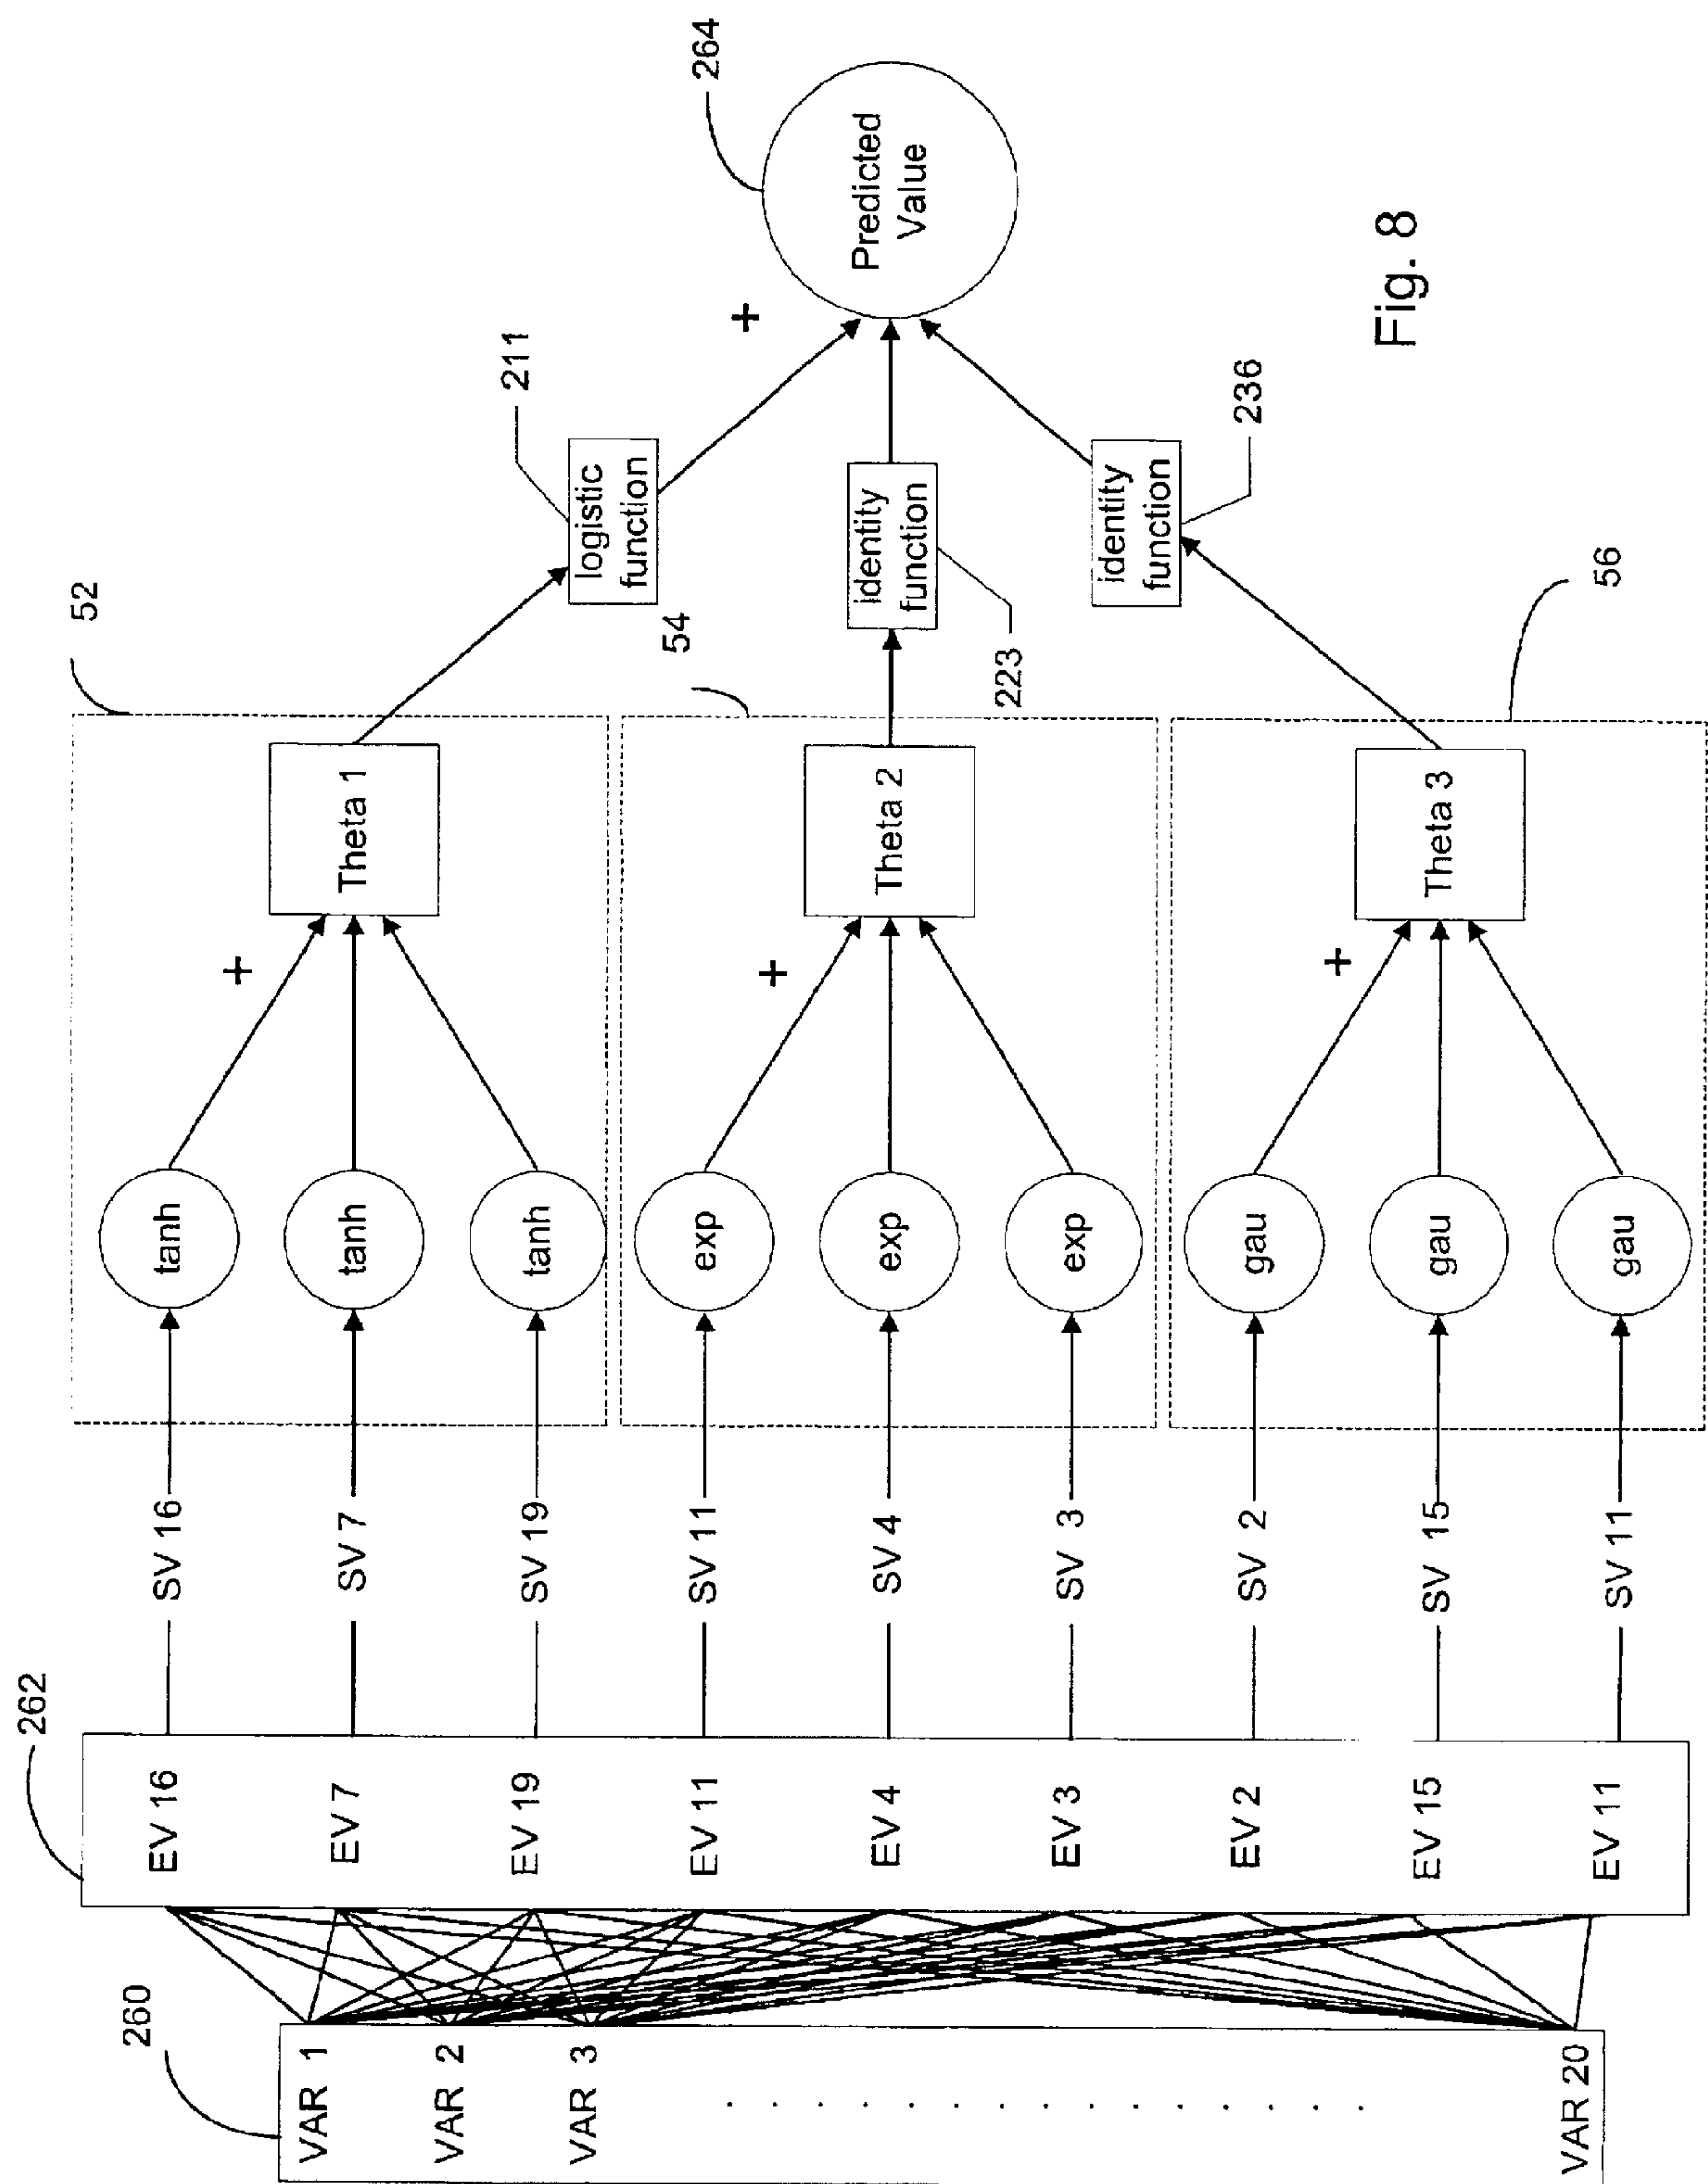 260
VAR 1
VAR 2
VAR 3
. . . . . . . . . . . . . . .
VAR 20
262
EV 16
EV 7
EV 19
EV 11
EV 4
EV 3
EV 2
EV 15
EV 11
SV 16
SV 7
SV 19
SV 11
SV 4
SV 3
SV 2
SV 15
SV 11
52
tanh
tanh
tanh
+
Theta 1
54
exp
exp
exp
+
Theta 2
56
gau
gau
gau
+
Theta 3
211
logistic
function
223
identity
function
236
identity
function
+
264
Predicted
Value
Fig. 8